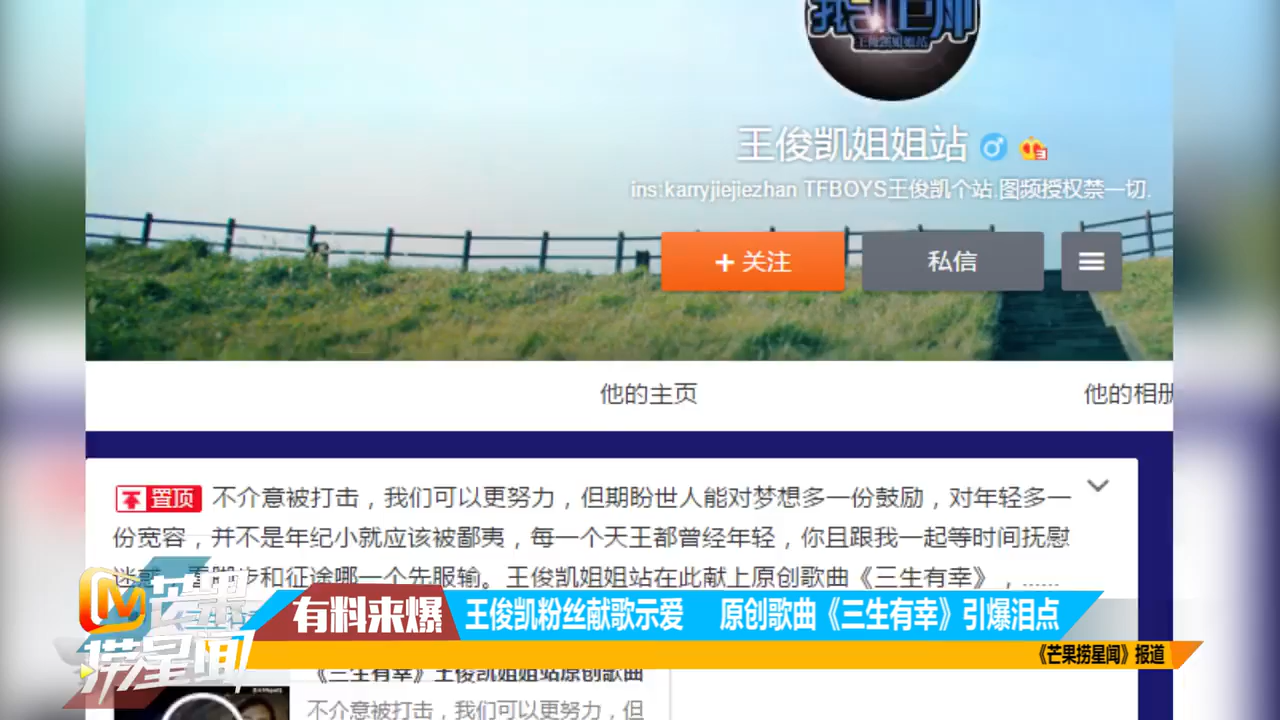 王俊凯姐姐站
ins:karryjiejiezhan TFBOYS王俊凯个站.图频授权禁一切.
+ 关注
私信
他的主页
他的相册
置顶 不介意被打击，我们可以更努力，但期盼世人能对梦想多一份鼓励，对年轻多一
份宽容，并不是年纪小就应该被鄙夷，每一个天王都曾经年轻，你且跟我一起等时间抚慰
和征途哪一个先服输。王俊凯姐姐站在此献上原创歌曲《三生有幸》，......
芒果
捞星闻
有料来爆
王俊凯粉丝献歌示爱 原创歌曲《三生有幸》引爆泪点
《芒果捞星闻》报道
《三生有幸》王俊凯姐姐站原创歌曲
不介意被打击，我们可以更努力，但